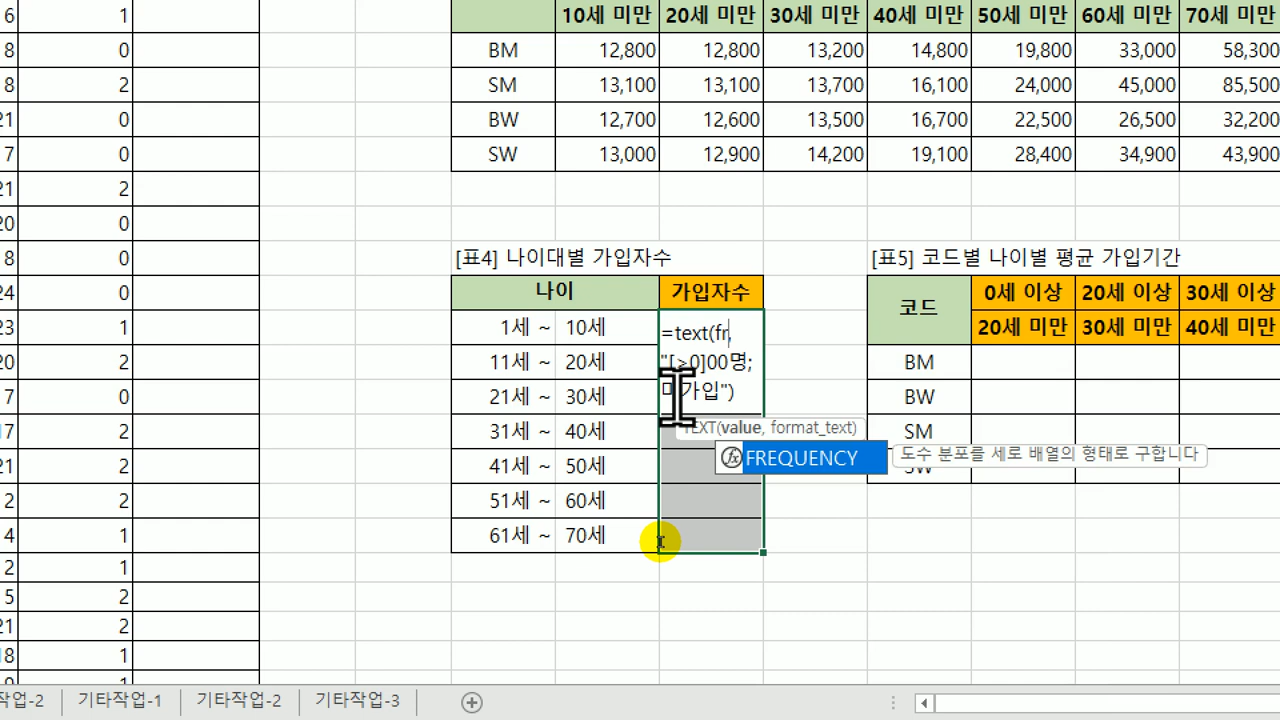 6 1 10세 미만 20세 미만 30세 미만 40세 미만 50세 미만 60세 미만 70세 미만
8 0 BM 12,800 12,800 13,200 14,800 19,800 33,000 58,300
8 2 SM 13,100 13,100 13,700 16,100 24,000 45,000 85,500
21 0 BW 12,700 12,600 13,500 16,700 22,500 26,500 32,200
7 0 SW 13,000 12,900 14,200 19,100 28,400 34,900 43,900
21 2
20 0
8 0 [표4] 나이대별 가입자수 [표5] 코드별 나이별 평균 가입기간
24 0 나이 가입자수 코드 0세 이상 20세 이상 30세 이상
23 1 1세 ~ 10세 =text(fr, 20세 미만 30세 미만 40세 미만
20 2 11세 ~ 20세 "[>0]00명; BM
7 0 21세 ~ 30세 미가입") BW
17 2 31세 ~ 40세 TEXT(value, format_text) SM
21 2 41세 ~ 50세 FREQUENCY 도수 분포를 세로 배열의 형태로 구합니다 SW
2 2 51세 ~ 60세
4 1 61세 ~ 70세
2 1
5 2
21 2
18 1
1
작업-2 기타작업-1 기타작업-2 기타작업-3